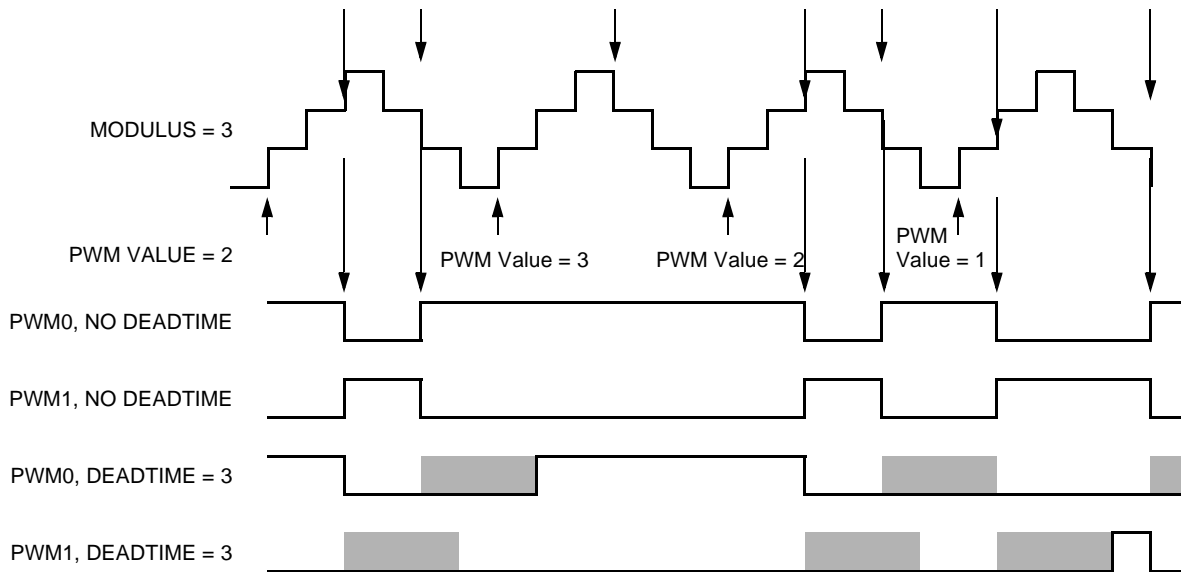 MODULUS = 3
PWM VALUE = 2
PWM Value = 3
PWM Value = 2
PWM
Value = 1
PWM0, NO DEADTIME
PWM1, NO DEADTIME
PWM0, DEADTIME = 3
PWM1, DEADTIME = 3